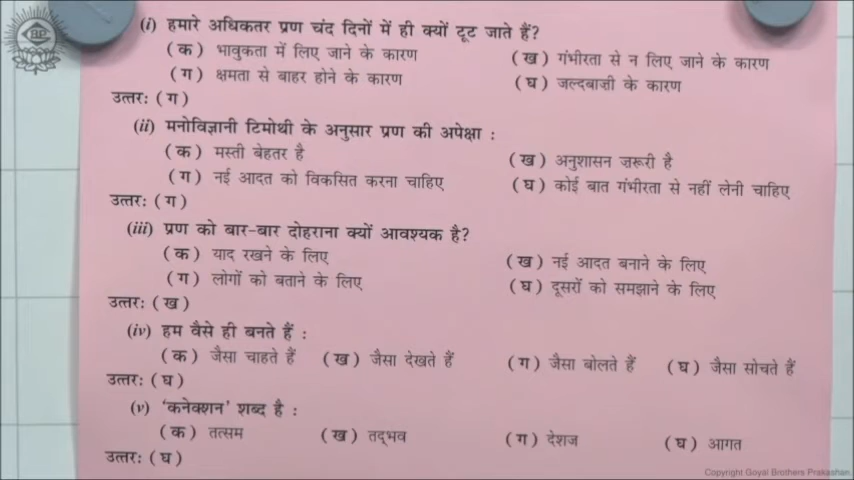 (i) हमारे अधिकतर प्रण चंद दिनों में ही क्यों टूट जाते हैं?
(क) भावुकता में लिए जाने के कारण (ख) गंभीरता से न लिए जाने के कारण
(ग) क्षमता से बाहर होने के कारण (घ) जल्दबाज़ी के कारण
उत्तर: (ग)
(ii) मनोविज्ञानी टिमोथी के अनुसार प्रण की अपेक्षा :
(क) मस्ती बेहतर है (ख) अनुशासन ज़रूरी है
(ग) नई आदत को विकसित करना चाहिए (घ) कोई बात गंभीरता से नहीं लेनी चाहिए
उत्तर: (ग)
(iii) प्रण को बार-बार दोहराना क्यों आवश्यक है?
(क) याद रखने के लिए (ख) नई आदत बनाने के लिए
(ग) लोगों को बताने के लिए (घ) दूसरों को समझाने के लिए
उत्तर: (ख)
(iv) हम वैसे ही बनते हैं :
(क) जैसा चाहते हैं (ख) जैसा देखते हैं (ग) जैसा बोलते हैं (घ) जैसा सोचते हैं
उत्तर: (घ)
(v) 'कनेक्शन' शब्द है :
(क) तत्सम (ख) तद्भव (ग) देशज (घ) आगत
उत्तर: (घ)
Copyright Goyal Brothers Prakashan